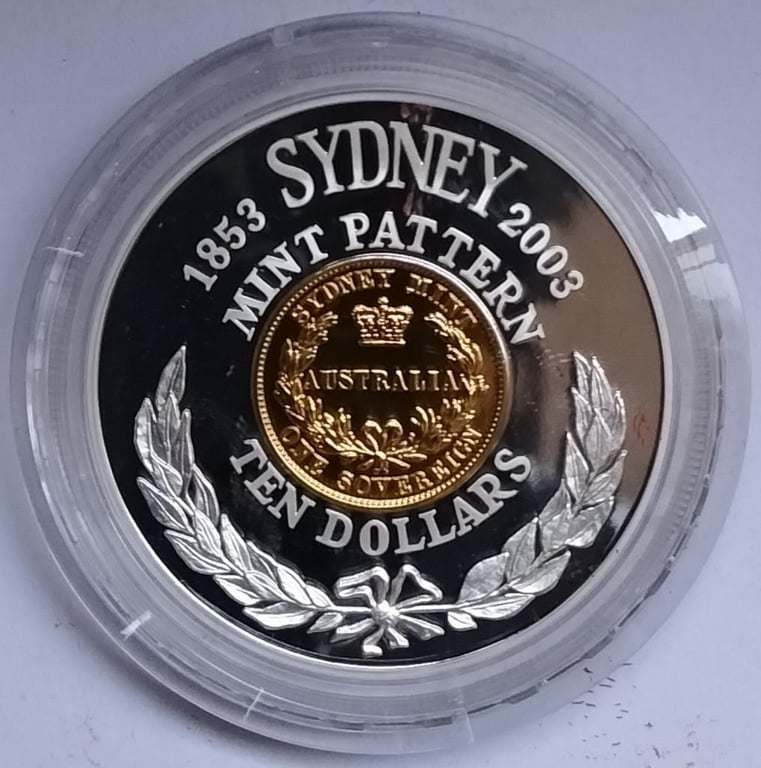 1853 SYDNEY 2003
MINT PATTERN
SYDNEY MINT
AUSTRALIA
ONE SOVEREIGN
TEN DOLLARS